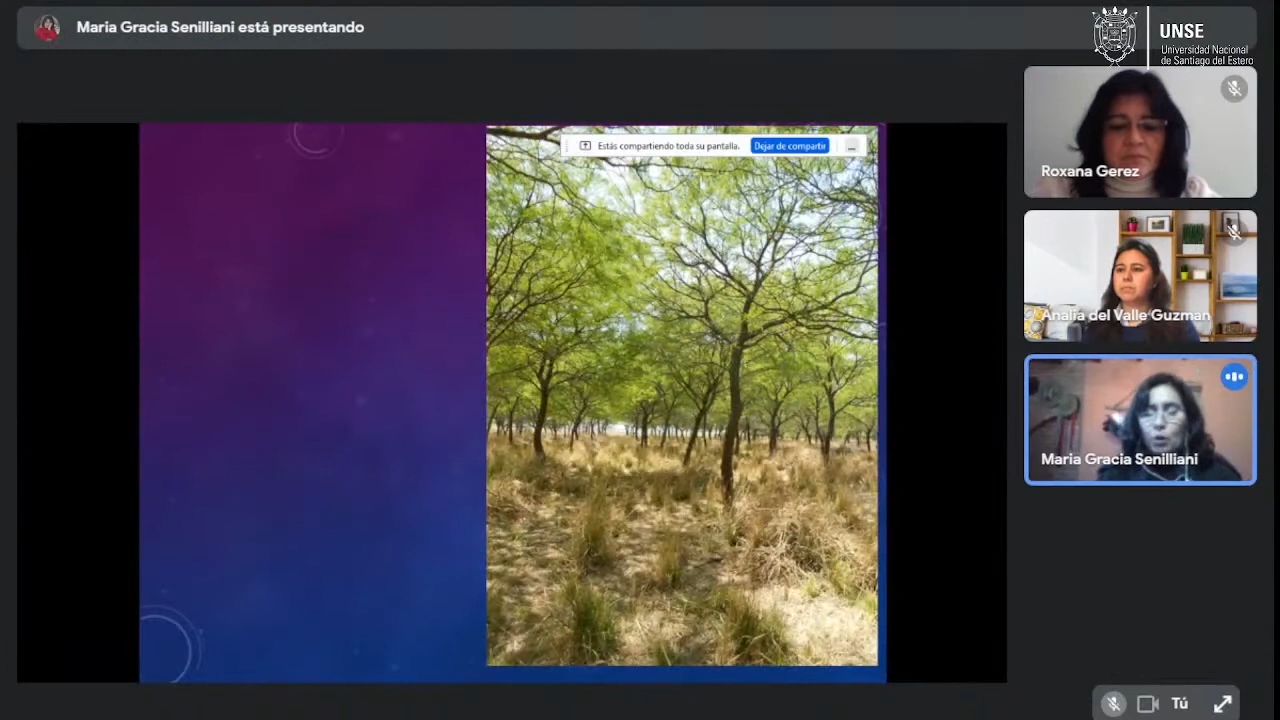 Maria Gracia Senilliani está presentando
UNSE
Universidad Nacional
de Santiago del Estero
Estás compartiendo toda su pantalla.
Dejar de compartir
Roxana Gerez
Analia del Valle Guzman
Maria Gracia Senilliani
Tú